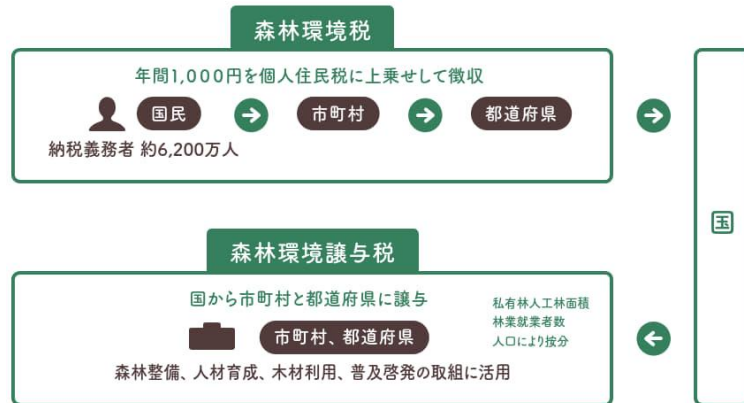 森林環境税
年間1,000円を個人住民税に上乗せして徴収
国民
市町村
都道府県
納税義務者 約6,200万人
国
森林環境譲与税
国から市町村と都道府県に譲与
市町村、都道府県
私有林人工林面積
林業就業者数
人口により按分
森林整備、人材育成、木材利用、普及啓発の取組に活用